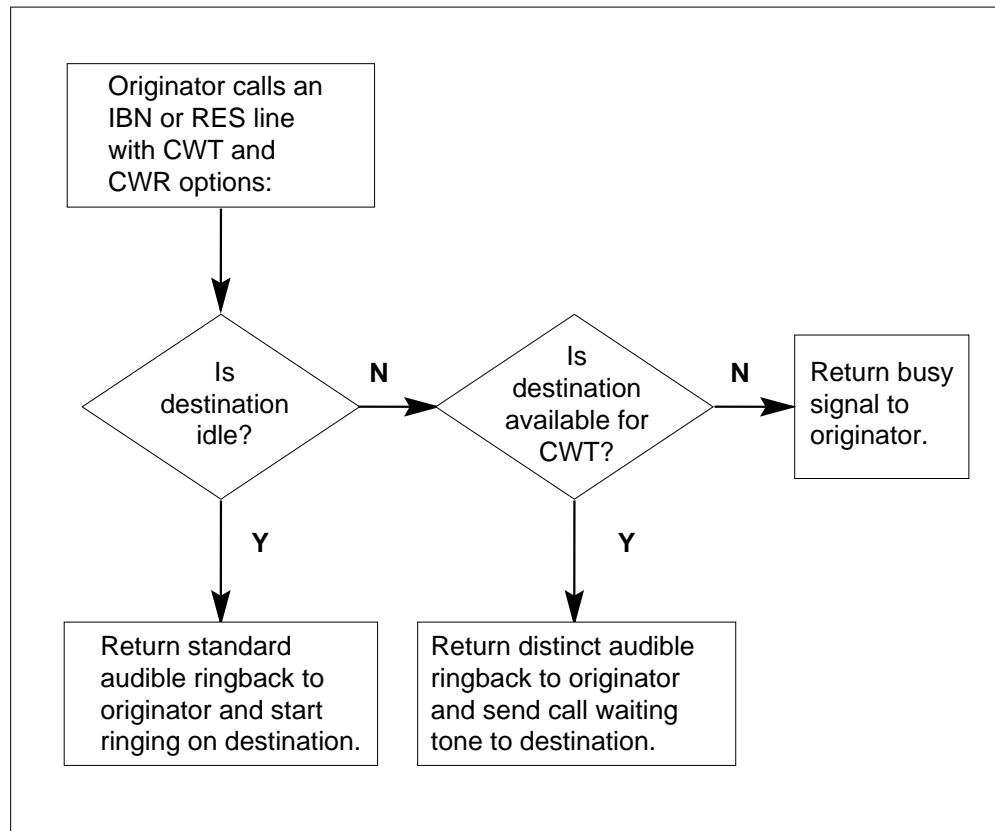 Originator calls an
IBN or RES line
with CWT and
CWR options:
Is
destination
idle?
N
Is
destination
available for
CWT?
N
Return busy
signal to
originator.
Y
Y
Return standard
audible ringback to
originator and start
ringing on destination.
Return distinct audible
ringback to originator
and send call waiting
tone to destination.